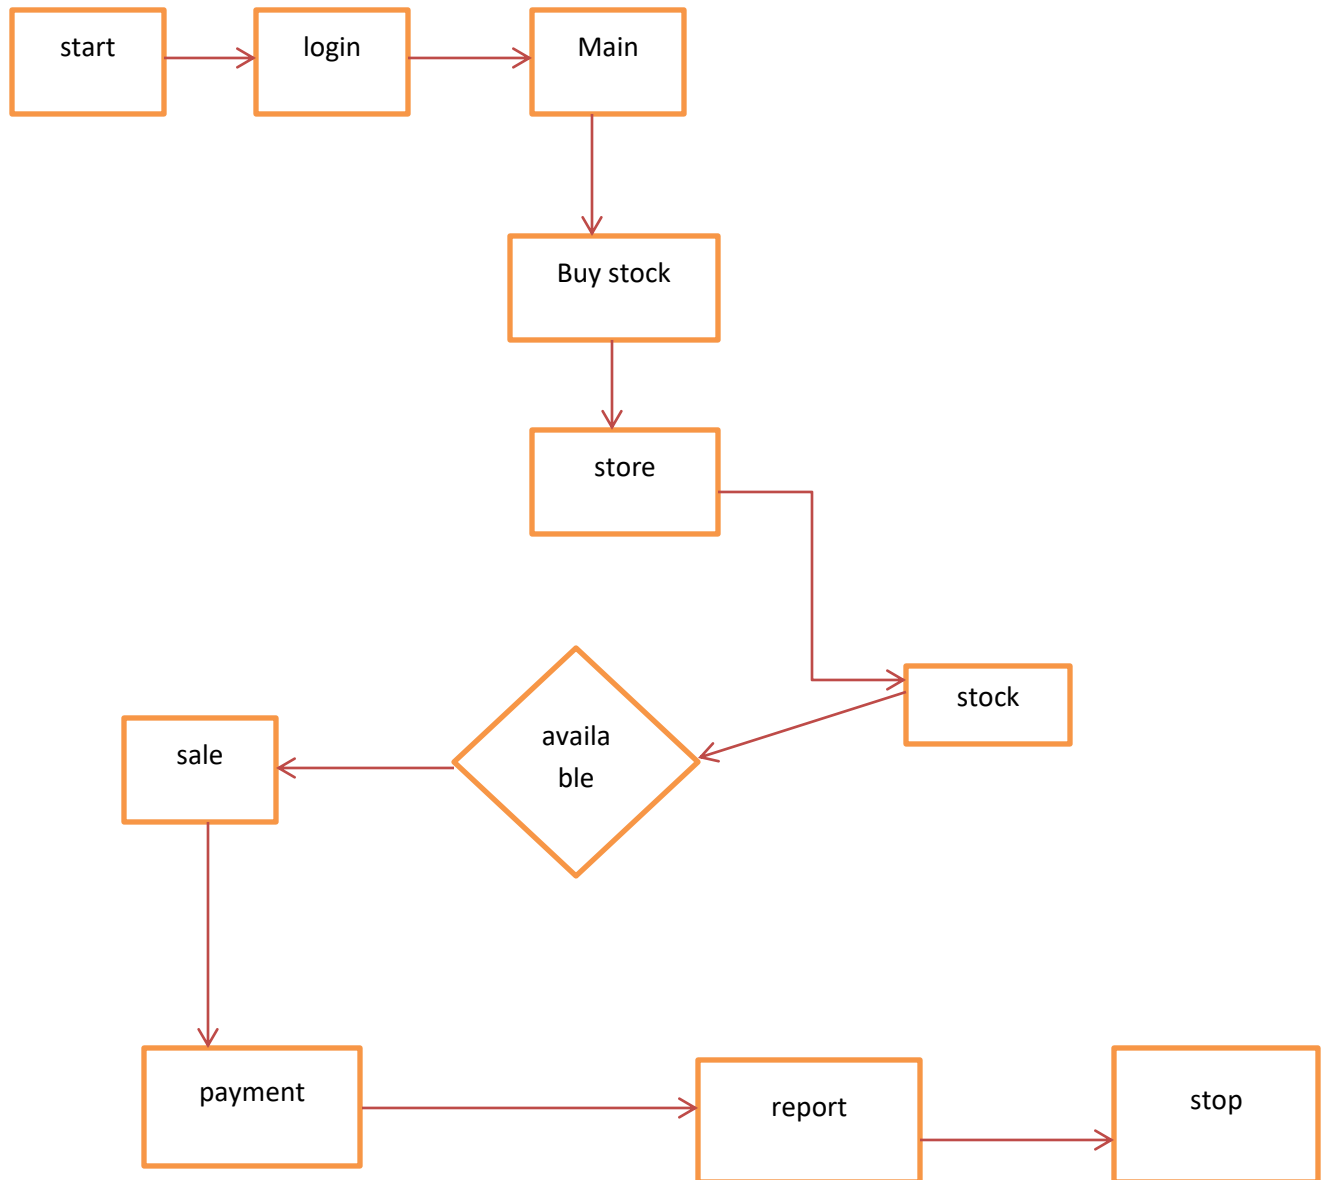 start
login
Main
Buy stock
store
stock
availa
ble
sale
payment
report
stop